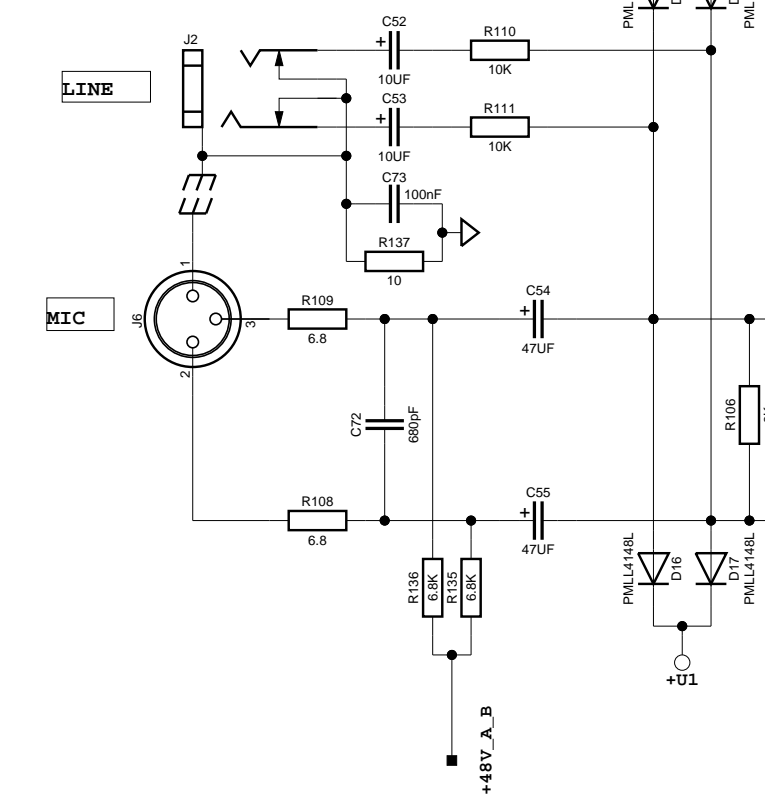 PML
D
PML
C52
+
10UF
R110
10K
J2
LINE
C53
+
10UF
R111
10K
C73
100nF
R137
10
1
MIC
J6
3
2
R109
6.8
C54
+
47UF
C72
680pF
R106
R108
6.8
C55
+
47UF
R136
6.8K
R135
6.8K
PMLL4148L
D16
D17
PMLL4148L
+U1
+48V_A_B